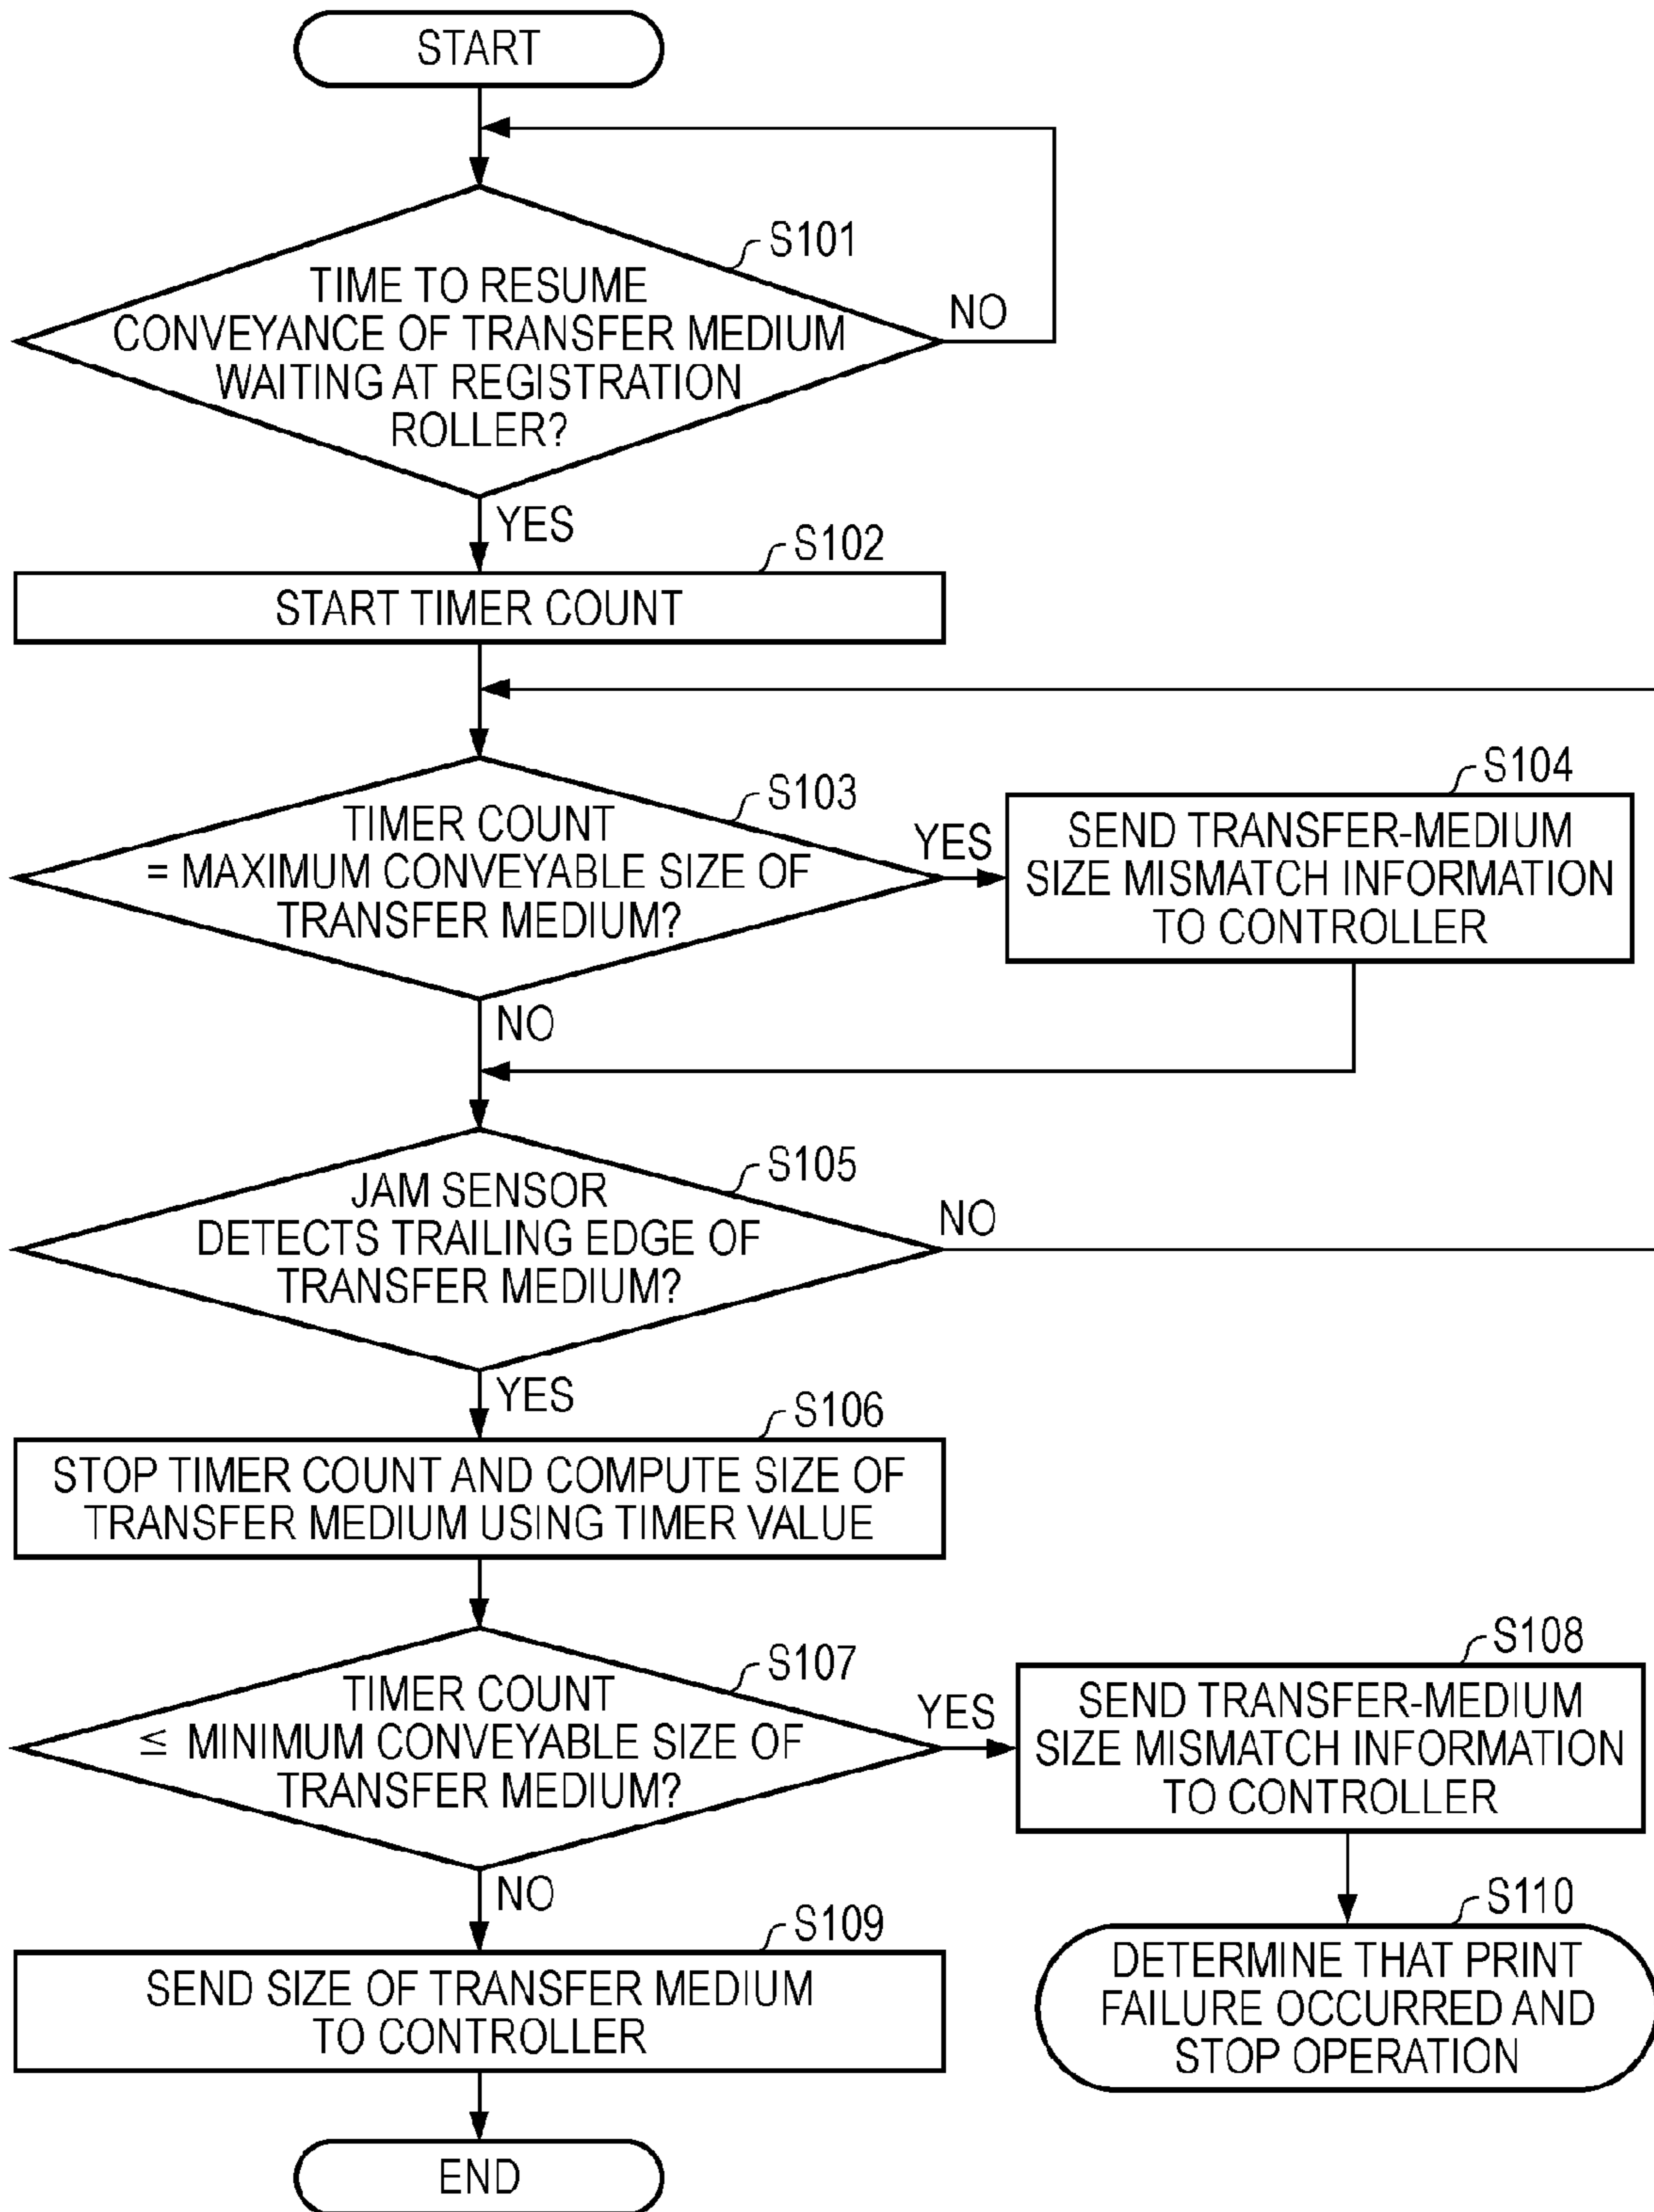 START
S101
TIME TO RESUME
CONVEYANCE OF TRANSFER MEDIUM
WAITING AT REGISTRATION
ROLLER?
NO
YES
S102
START TIMER COUNT
S103
TIMER COUNT
= MAXIMUM CONVEYABLE SIZE OF
TRANSFER MEDIUM?
YES
S104
SEND TRANSFER-MEDIUM
SIZE MISMATCH INFORMATION
TO CONTROLLER
NO
S105
JAM SENSOR
DETECTS TRAILING EDGE OF
TRANSFER MEDIUM?
NO
YES
S106
STOP TIMER COUNT AND COMPUTE SIZE OF
TRANSFER MEDIUM USING TIMER VALUE
S107
TIMER COUNT
≤ MINIMUM CONVEYABLE SIZE OF
TRANSFER MEDIUM?
YES
S108
SEND TRANSFER-MEDIUM
SIZE MISMATCH INFORMATION
TO CONTROLLER
NO
S109
SEND SIZE OF TRANSFER MEDIUM
TO CONTROLLER
S110
DETERMINE THAT PRINT
FAILURE OCCURRED AND
STOP OPERATION
END